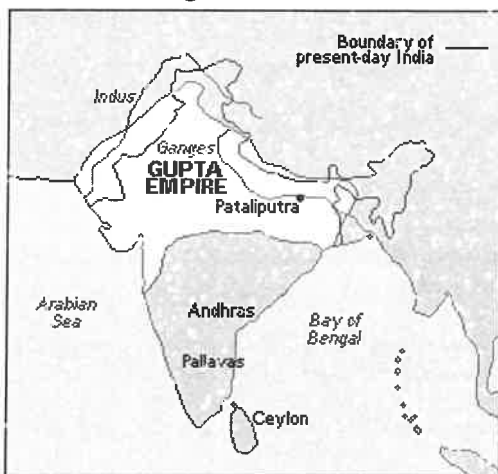 Boundary of
present-day India
Indus
Ganges
GUPTA
EMPIRE
Pataliputra
Arabian
Sea
Andhras
Bay of
Bengal
Pallavas
Ceylon